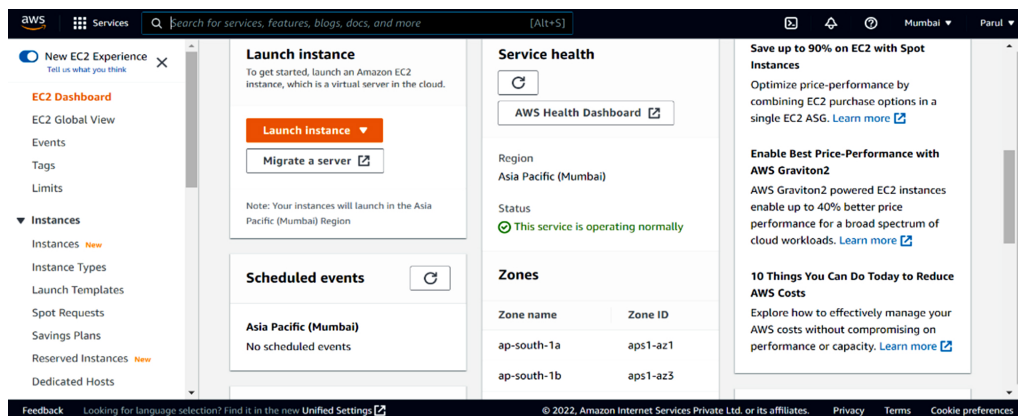 aws
Services
Search for services, features, blogs, docs, and more
[Alt+S]
Mumbai ▼
Parul ▼
New EC2 Experience
Tell us what you think
EC2 Dashboard
EC2 Global View
Events
Tags
Limits
Instances
Instances New
Instance Types
Launch Templates
Spot Requests
Savings Plans
Reserved Instances New
Dedicated Hosts
Launch instance
To get started, launch an Amazon EC2
instance, which is a virtual server in the cloud.
Launch instance ▼
Migrate a server
Note: Your instances will launch in the Asia
Pacific (Mumbai) Region
Scheduled events
Asia Pacific (Mumbai)
No scheduled events
Service health
AWS Health Dashboard
Region
Asia Pacific (Mumbai)
Status
This service is operating normally
Zones
Zone name Zone ID
ap-south-1a aps1-az1
ap-south-1b aps1-az3
Save up to 90% on EC2 with Spot
Instances
Optimize price-performance by
combining EC2 purchase options in a
single EC2 ASG. Learn more
Enable Best Price-Performance with
AWS Graviton2
AWS Graviton2 powered EC2 instances
enable up to 40% better price
performance for a broad spectrum of
cloud workloads. Learn more
10 Things You Can Do Today to Reduce
AWS Costs
Explore how to effectively manage your
AWS costs without compromising on
performance or capacity. Learn more
Feedback
Looking for language selection? Find it in the new Unified Settings
© 2022, Amazon Internet Services Private Ltd. or its affiliates.
Privacy
Terms
Cookie preferences